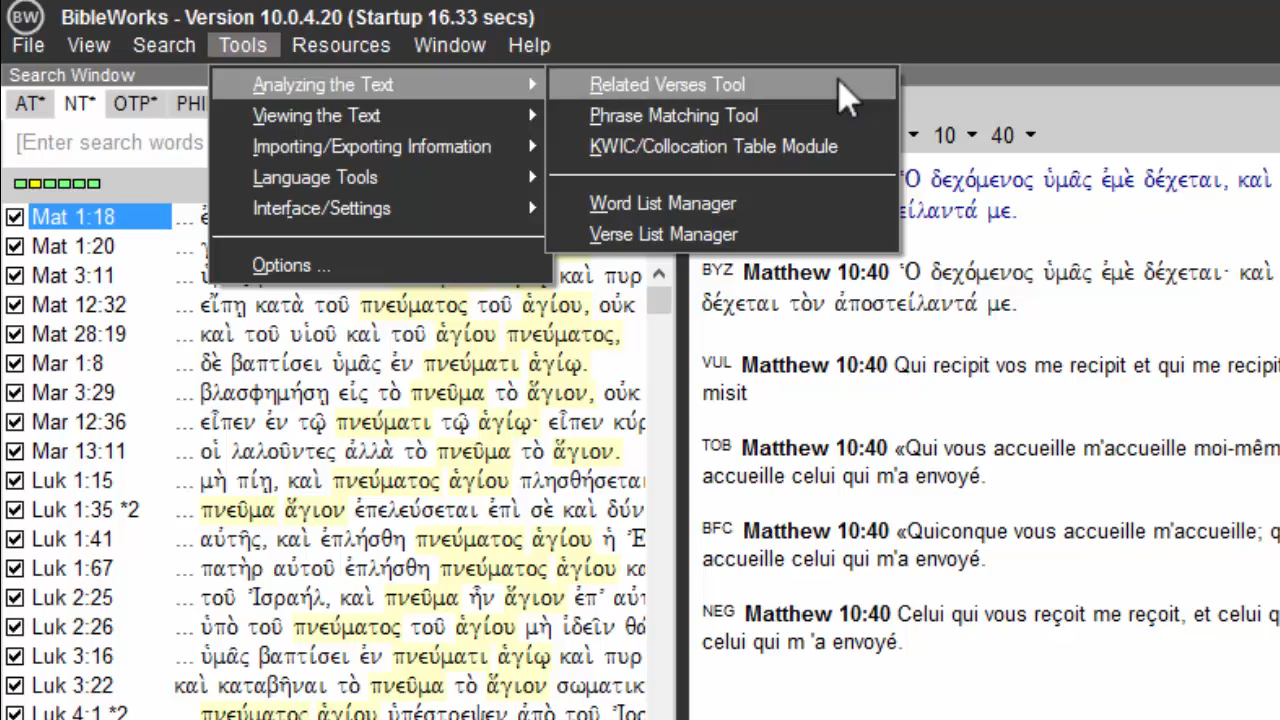 BW BibleWorks - Version 10.0.4.20 (Startup 16.33 secs)
File View Search Tools Resources Window Help
Search Window
AT* NT* OTP* PHI
[Enter search words
Analyzing the Text
Viewing the Text
Importing/Exporting Information
Language Tools
Interface/Settings
Options ...
Related Verses Tool
Phrase Matching Tool
KWIC/Collocation Table Module
Word List Manager
Verse List Manager
10 40
Mat 1:18 ...
Mat 1:20 ...
Mat 3:11 καὶ πυρ
Mat 12:32 ... εἴπῃ κατὰ τοῦ πνεύματος τοῦ ἁγίου, οὐκ
Mat 28:19 ... καὶ τοῦ υἱοῦ καὶ τοῦ ἁγίου πνεύματος,
Mar 1:8 ... δὲ βαπτίσει ὑμᾶς ἐν πνεύματι ἁγίῳ.
Mar 3:29 ... βλασφημήσῃ εἰς τὸ πνεῦμα τὸ ἅγιον, οὐκ
Mar 12:36 ... εἶπεν ἐν τῷ πνεύματι τῷ ἁγίῳ· εἶπεν κύρ
Mar 13:11 ... οἱ λαλοῦντες ἀλλὰ τὸ πνεῦμα τὸ ἅγιον.
Luk 1:15 ... μὴ πίῃ, καὶ πνεύματος ἁγίου πλησθήσεται
Luk 1:35 *2 ... πνεῦμα ἅγιον ἐπελεύσεται ἐπὶ σὲ καὶ δύν
Luk 1:41 ... αὐτῆς, καὶ ἐπλήσθη πνεύματος ἁγίου ἡ Ἐ
Luk 1:67 ... πατὴρ αὐτοῦ ἐπλήσθη πνεύματος ἁγίου κα
Luk 2:25 ... τοῦ Ἰσραήλ, καὶ πνεῦμα ἦν ἅγιον ἐπ' αὐτ
Luk 2:26 ... ὑπὸ τοῦ πνεύματος τοῦ ἁγίου μὴ ἰδεῖν θά
Luk 3:16 ... ὑμᾶς βαπτίσει ἐν πνεύματι ἁγίῳ καὶ πυρ
Luk 3:22 καὶ καταβῆναι τὸ πνεῦμα τὸ ἅγιον σωματικ
Luk 4:1 *2 πνεύματος ἁγίου ὑπέστρεψεν ἀπὸ τοῦ Ἰορ
Ὁ δεχόμενος ὑμᾶς ἐμὲ δέχεται, καὶ
είλαντά με.
BYZ Matthew 10:40 Ὁ δεχόμενος ὑμᾶς ἐμὲ δέχεται· καὶ
δέχεται τὸν ἀποστείλαντά με.
VUL Matthew 10:40 Qui recipit vos me recipit et qui me recipit
misit
TOB Matthew 10:40 «Qui vous accueille m'accueille moi-mêm
accueille celui qui m'a envoyé.
BFC Matthew 10:40 «Quiconque vous accueille m'accueille; q
accueille celui qui m'a envoyé.
NEG Matthew 10:40 Celui qui vous reçoit me reçoit, et celui q
celui qui m 'a envoyé.